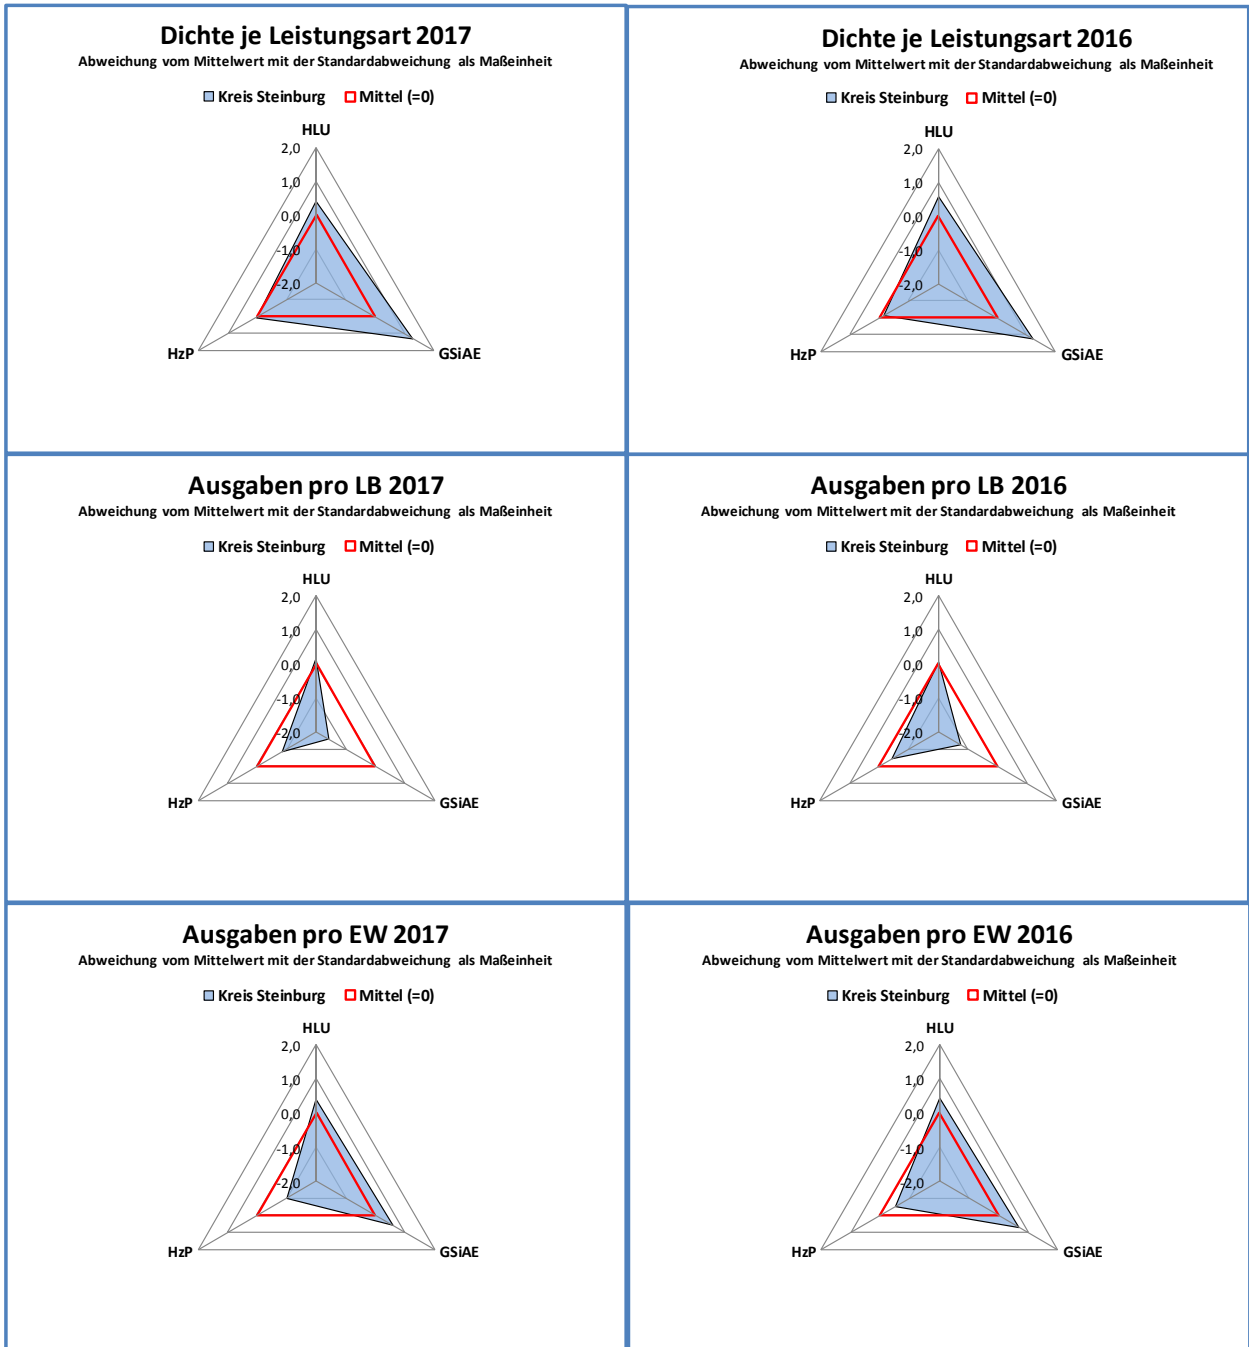 Dichte je Leistungsart 2017
Abweichung vom Mittelwert mit der Standardabweichung als Maßeinheit
Kreis Steinburg Mittel (=0)
HLU
2,0
1,0
0,0
-1,0
-2,0
HzP
GSiAE
Dichte je Leistungsart 2016
Abweichung vom Mittelwert mit der Standardabweichung als Maßeinheit
Kreis Steinburg Mittel (=0)
HLU
2,0
1,0
0,0
-1,0
-2,0
HzP
GSiAE
Ausgaben pro LB 2017
Abweichung vom Mittelwert mit der Standardabweichung als Maßeinheit
Kreis Steinburg Mittel (=0)
HLU
2,0
1,0
0,0
-1,0
-2,0
HzP
GSiAE
Ausgaben pro LB 2016
Abweichung vom Mittelwert mit der Standardabweichung als Maßeinheit
Kreis Steinburg Mittel (=0)
HLU
2,0
1,0
0,0
-1,0
-2,0
HzP
GSiAE
Ausgaben pro EW 2017
Abweichung vom Mittelwert mit der Standardabweichung als Maßeinheit
Kreis Steinburg Mittel (=0)
HLU
2,0
1,0
0,0
-1,0
-2,0
HzP
GSiAE
Ausgaben pro EW 2016
Abweichung vom Mittelwert mit der Standardabweichung als Maßeinheit
Kreis Steinburg Mittel (=0)
HLU
2,0
1,0
0,0
-1,0
-2,0
HzP
GSiAE